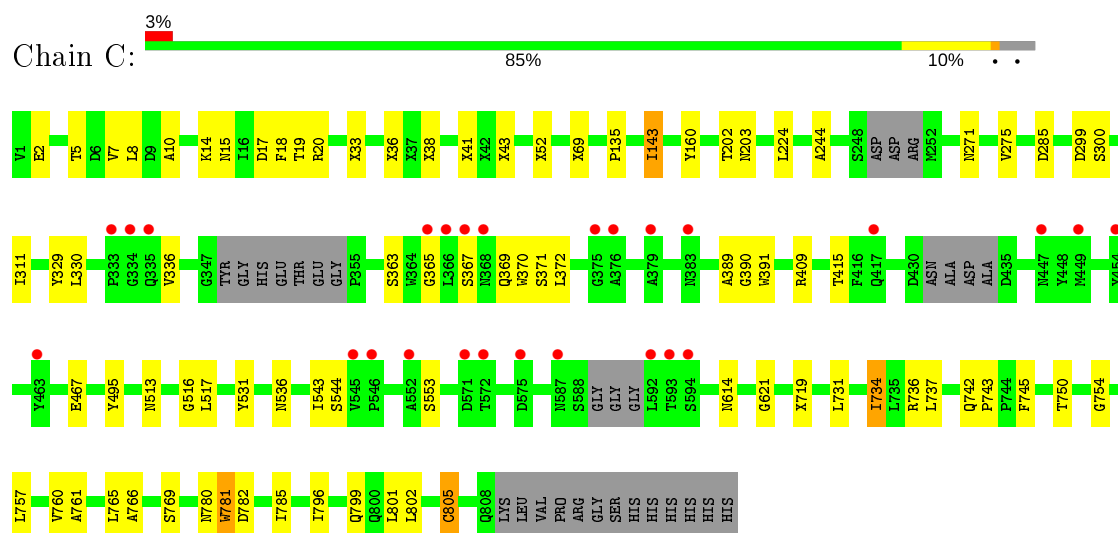 3%
Chain C:
85%
10%
V1 E2 T5 D6 V7 L8 D9 A10 K14 N15 I16 D17 F18 T19 R20 X33 X36 X37 X38 X41 X42 X43 X52 X69 P135 I143 Y160 T202 N203 L224 A244 S248 ASP ASP ARG M252 N271 V275 D285 D299 S300
I311 Y329 L330 P333 G334 Q335 V336 G347 TYR GLY HIS GLU THR GLU GLY P355 S363 W364 G365 L366 S367 N368 Q369 W370 S371 L372 G375 A376 A379 N383 A389 G390 W391 R409 T415 F416 Q417 D430 ASN ALA ASP ALA D435 N447 Y448 M449
Y463 E467 Y495 N513 G516 L517 Y531 N536 I543 S544 V545 P546 A552 S553 D571 T572 D575 N587 S588 GLY GLY GLY L592 T593 S594 N614 G621 X719 L731 I734 L735 R736 L737 Q742 P743 P744 F745 T750 G754
L757 V760 A761 L765 A766 S769 N780 W781 D782 I785 I796 Q799 Q800 L801 L802 C805 Q808 LYS LEU VAL PRO ARG GLY SER HIS HIS HIS HIS HIS HIS